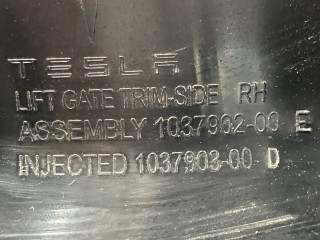 TESLA
LIFT GATE TRIM-SIDE RH
ASSEMBLY 1037902-00 E
INJECTED 1037903-00 D